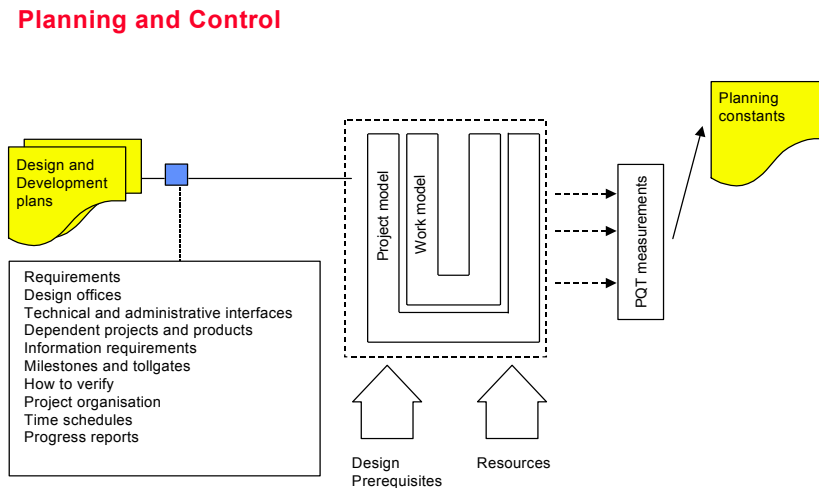 Planning and Control
Design and
Development
plans
Requirements
Design offices
Technical and administrative interfaces
Dependent projects and products
Information requirements
Milestones and tollgates
How to verify
Project organisation
Time schedules
Progress reports
Project model
Work model
Design
Prerequisites
Resources
PQT measurements
Planning
constants